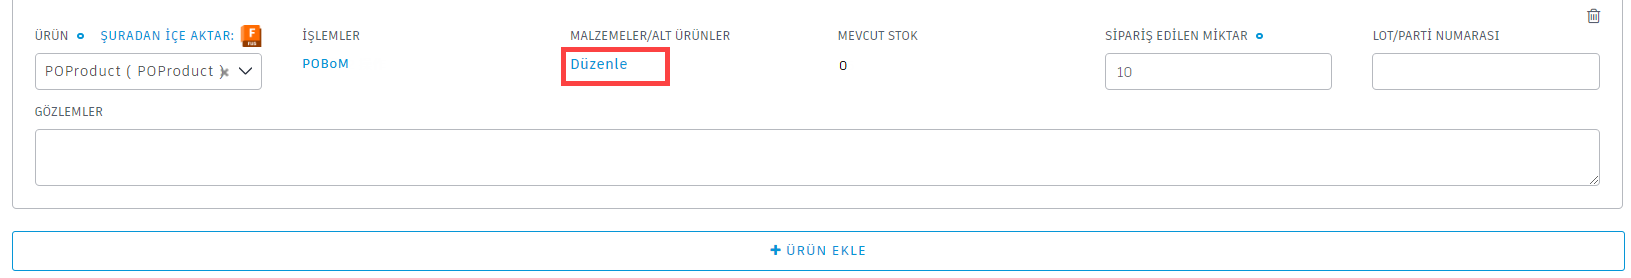 ÜRÜN ŞURADAN İÇE AKTAR: F FUS İŞLEMLER MALZEMELER/ALT ÜRÜNLER MEVCUT STOK SİPARİŞ EDİLEN MİKTAR LOT/PARTİ NUMARASI
POProduct ( POProduct ) × POBoM Düzenle 0 10
GÖZLEMLER
+ ÜRÜN EKLE